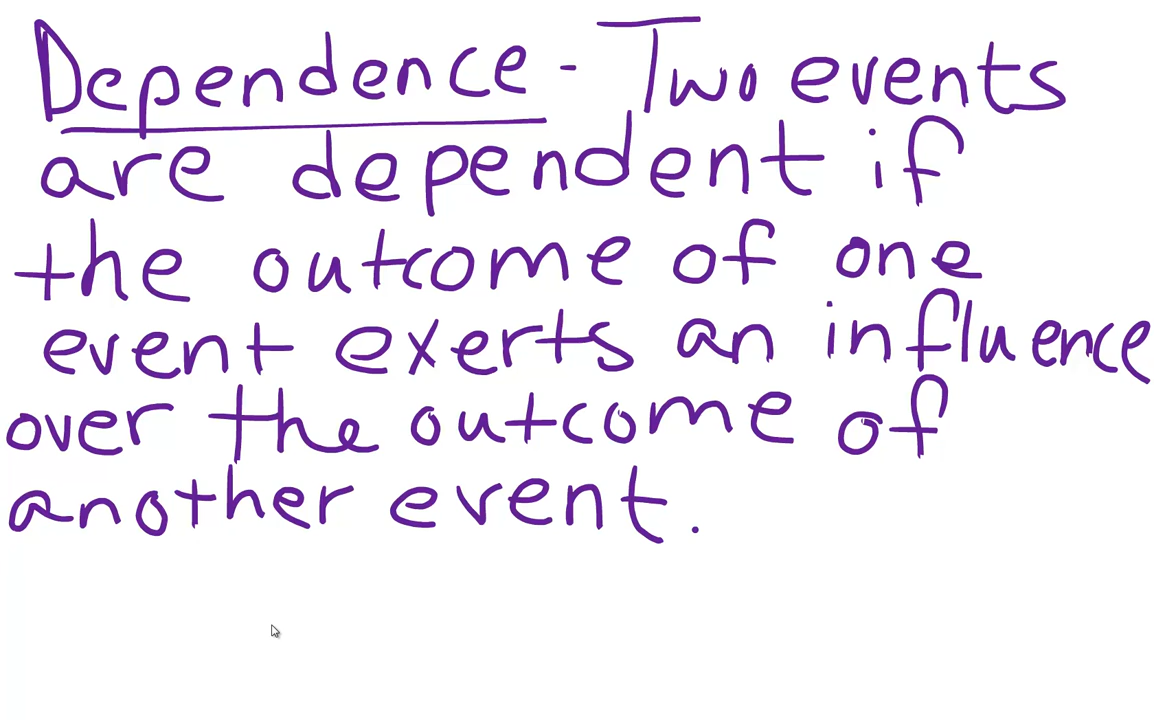 Dependence - Two events
are dependent if
the outcome of one
event exerts an influence
over the outcome of
another event.